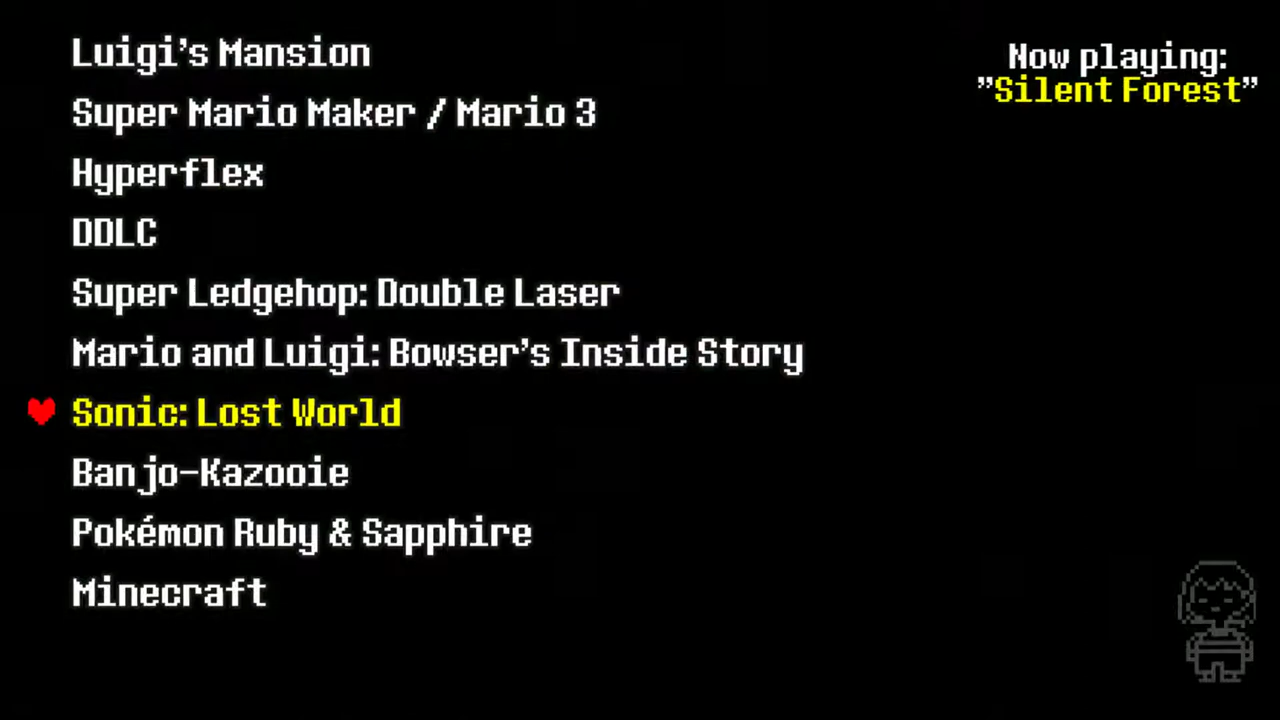 Luigi's Mansion
Super Mario Maker / Mario 3
Hyperflex
DDLC
Super Ledgehop: Double Laser
Mario and Luigi: Bowser's Inside Story
Sonic: Lost World
Banjo-Kazooie
Pokémon Ruby & Sapphire
Minecraft
Now playing:
”Silent Forest”